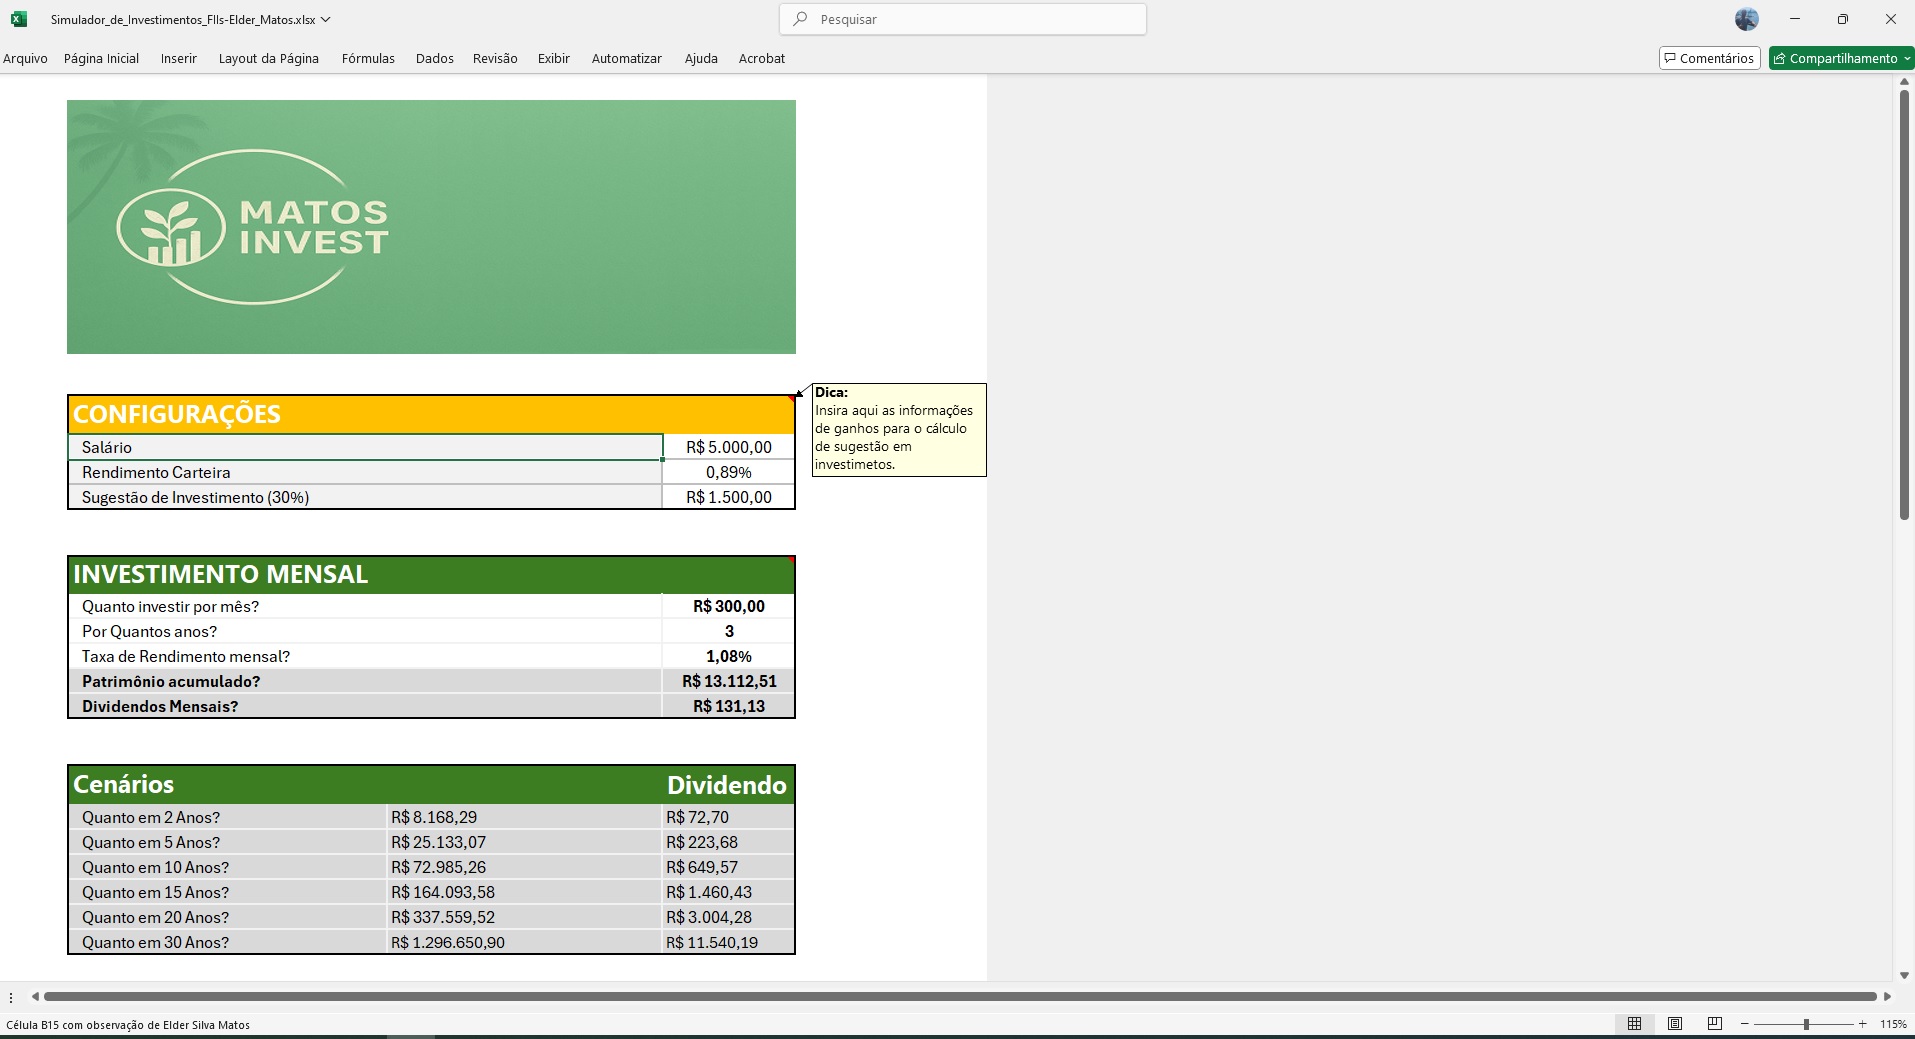 Simulador_de_Investimentos_FIIs-Elder_Matos.xlsx
Pesquisar
Arquivo Página Inicial Inserir Layout da Página Fórmulas Dados Revisão Exibir Automatizar Ajuda Acrobat Comentários Compartilhamento
MATOS
INVEST
CONFIGURAÇÕES
Salário R$ 5.000,00
Rendimento Carteira 0,89%
Sugestão de Investimento (30%) R$ 1.500,00
Dica:
Insira aqui as informações
de ganhos para o cálculo
de sugestão em
investimetos.
INVESTIMENTO MENSAL
Quanto investir por mês? R$ 300,00
Por Quantos anos? 3
Taxa de Rendimento mensal? 1,08%
Patrimônio acumulado? R$ 13.112,51
Dividendos Mensais? R$ 131,13
Cenários Dividendo
Quanto em 2 Anos? R$ 8.168,29 R$ 72,70
Quanto em 5 Anos? R$ 25.133,07 R$ 223,68
Quanto em 10 Anos? R$ 72.985,26 R$ 649,57
Quanto em 15 Anos? R$ 164.093,58 R$ 1.460,43
Quanto em 20 Anos? R$ 337.559,52 R$ 3.004,28
Quanto em 30 Anos? R$ 1.296.650,90 R$ 11.540,19
Célula B15 com observação de Elder Silva Matos
115%